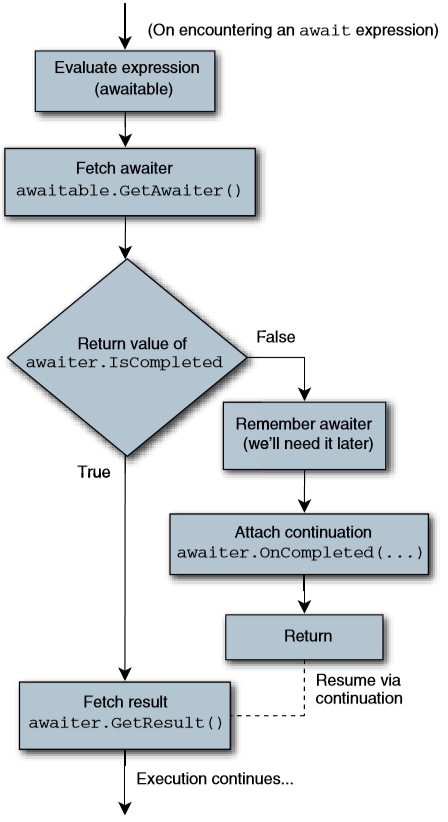 (On encountering an await expression)
Evaluate expression
(awaitable)
Fetch awaiter
awaitable.GetAwaiter()
Return value of
awaiter.IsCompleted
False
Remember awaiter
(we’ll need it later)
True
Attach continuation
awaiter.OnCompleted(...)
Return
Resume via
continuation
Fetch result
awaiter.GetResult()
Execution continues...